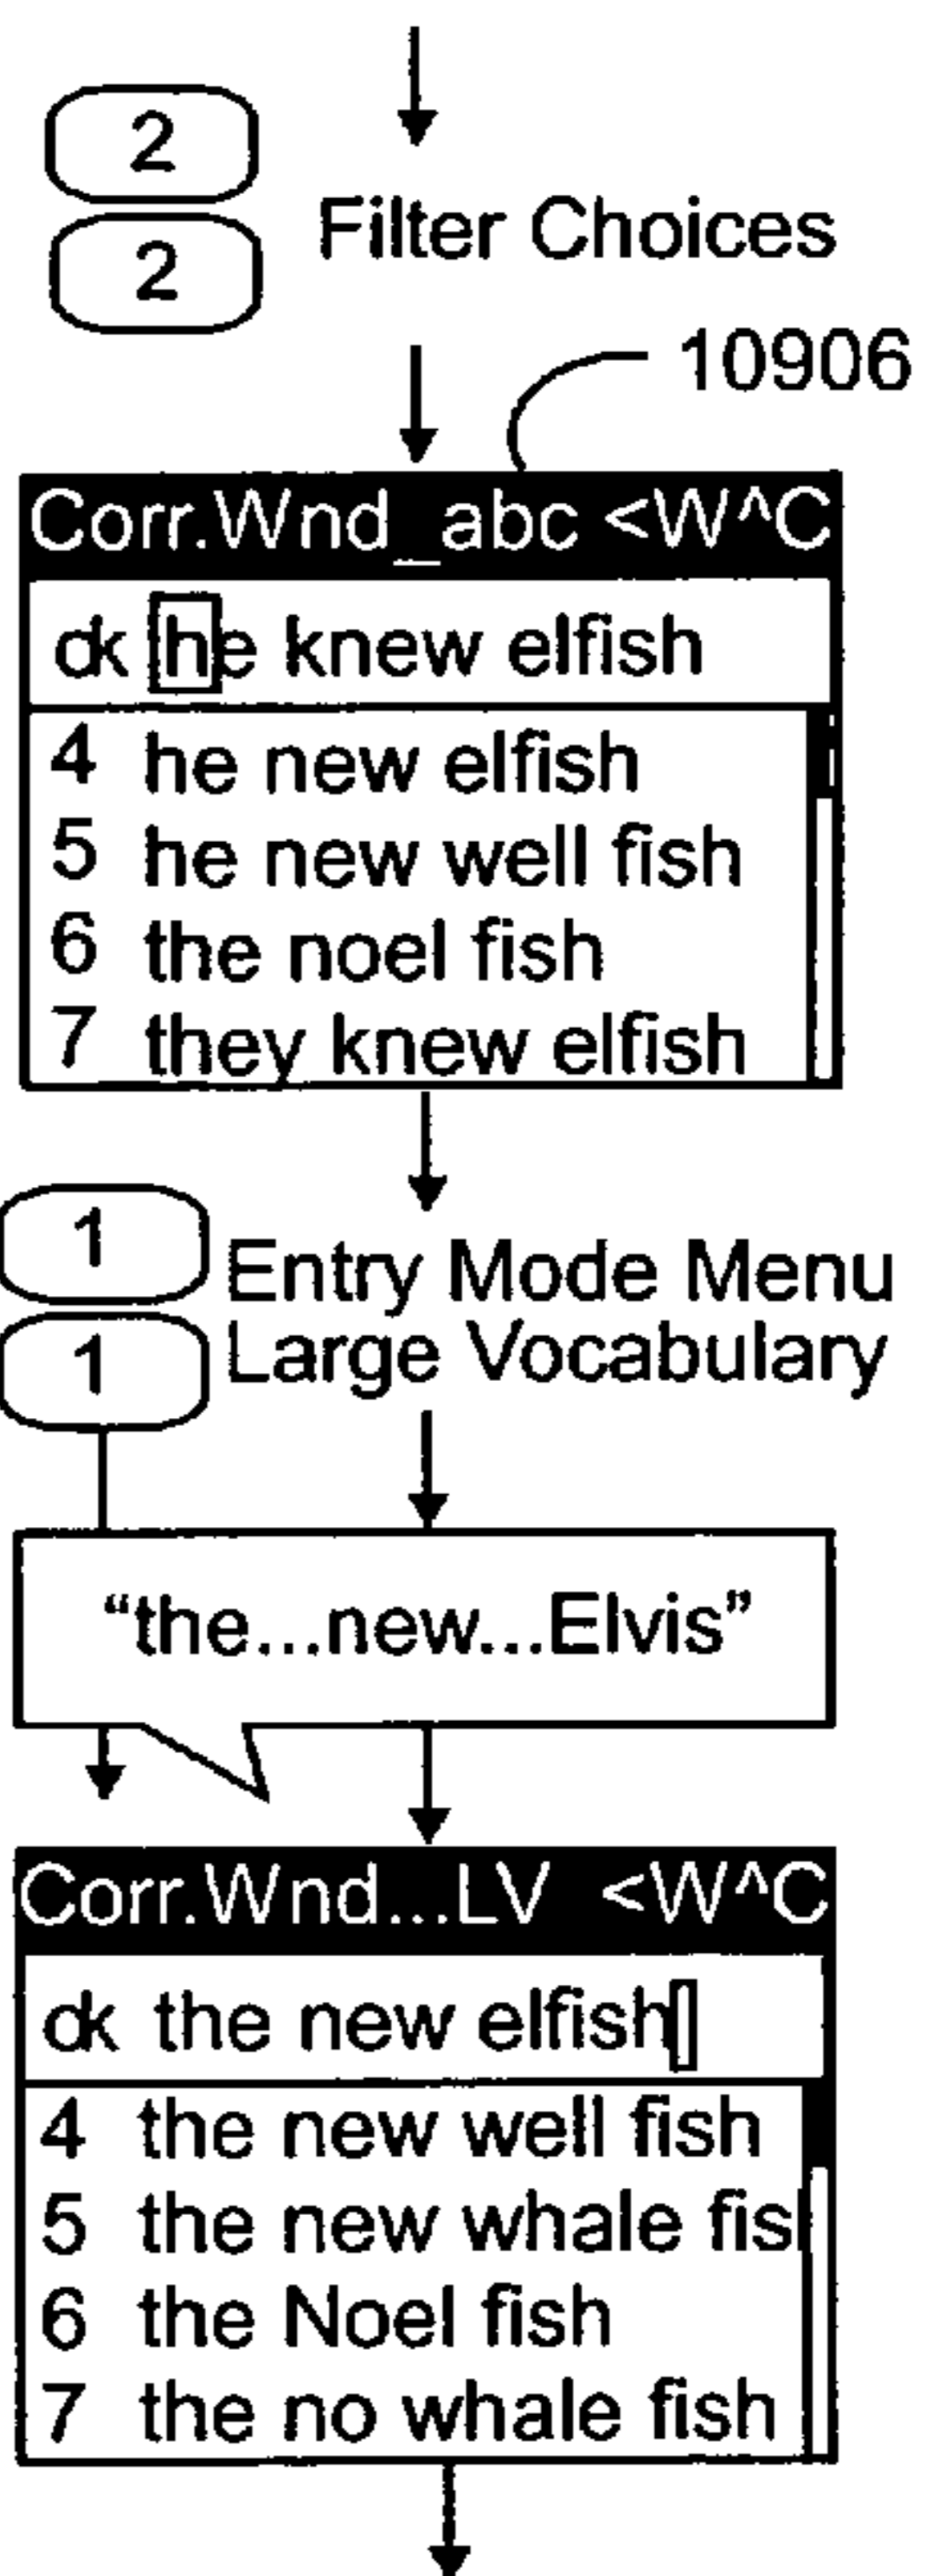 2
2
Filter Choices
10906
Corr.Wnd_abc <W^C
ok he knew elfish
4 he new elfish
5 he new well fish
6 the noel fish
7 they knew elfish
1
1
Entry Mode Menu
Large Vocabulary
“the...new...Elvis”
Corr.Wnd...LV <W^C
ok the new elfish
4 the new well fish
5 the new whale fis
6 the Noel fish
7 the no whale fish